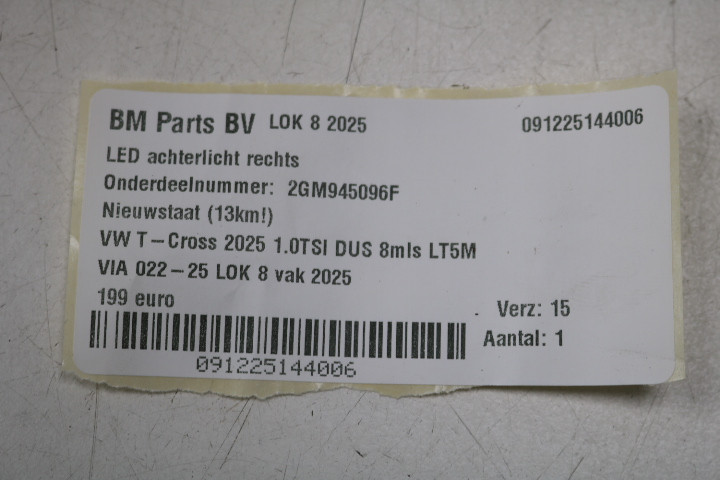 BM Parts BV LOK 8 2025 091225144006
LED achterlicht rechts
Onderdeelnummer: 2GM945096F
Nieuwstaat (13km!)
VW T-Cross 2025 1.0TSI DUS 8mls LT5M
VIA 022-25 LOK 8 vak 2025
199 euro
Verz: 15
Aantal: 1
091225144006